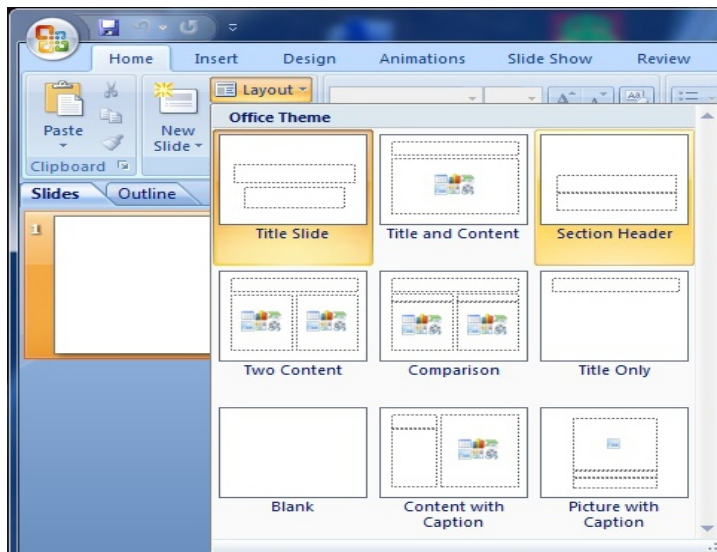 Home Insert Design Animations Slide Show Review
Layout
Paste
New
Slide
Clipboard
Office Theme
Slides Outline
1
Title Slide Title and Content Section Header
Two Content Comparison Title Only
Blank Content with Picture with
Caption Caption